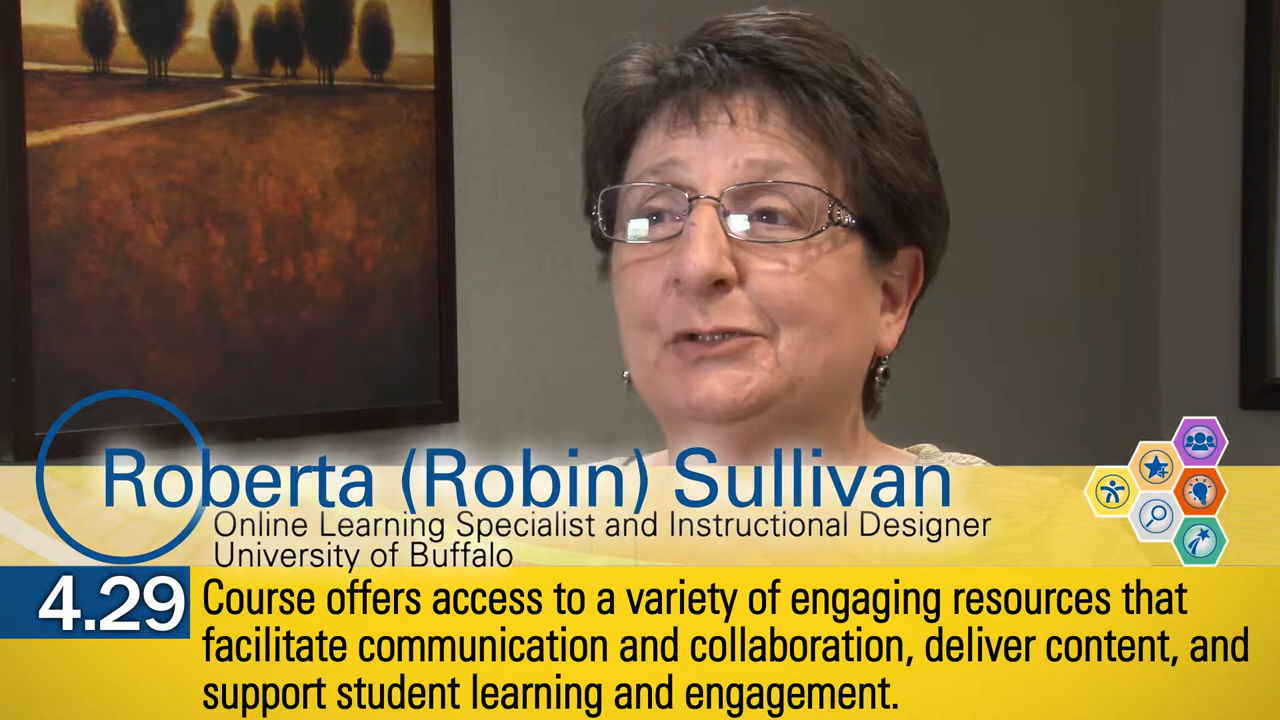 Roberta (Robin) Sullivan
Online Learning Specialist and Instructional Designer
University of Buffalo
4.29
Course offers access to a variety of engaging resources that
facilitate communication and collaboration, deliver content, and
support student learning and engagement.